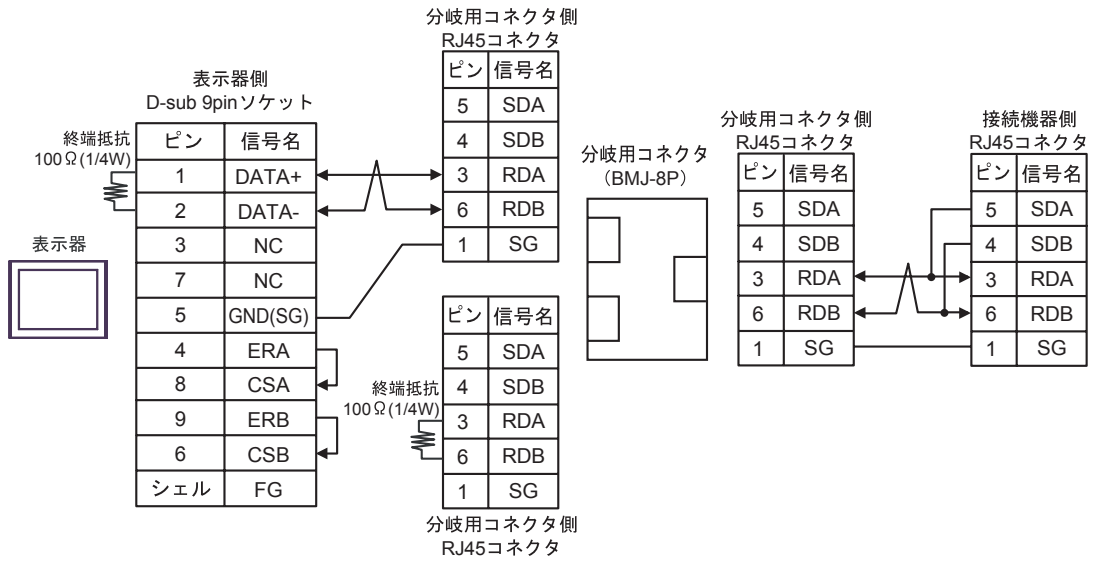 分岐用コネクタ側
RJ45コネクタ
ピン 信号名
5 SDA
4 SDB
3 RDA
6 RDB
1 SG
表示器側
D-sub 9pinソケット
終端抵抗
100Ω(1/4W)
ピン 信号名
1 DATA+
2 DATA-
3 NC
7 NC
5 GND(SG)
4 ERA
8 CSA
9 ERB
6 CSB
シェル FG
表示器
終端抵抗
100Ω(1/4W)
ピン 信号名
5 SDA
4 SDB
3 RDA
6 RDB
1 SG
分岐用コネクタ側
RJ45コネクタ
分岐用コネクタ
（BMJ-8P）
分岐用コネクタ側
RJ45コネクタ
ピン 信号名
5 SDA
4 SDB
3 RDA
6 RDB
1 SG
接続機器側
RJ45コネクタ
ピン 信号名
5 SDA
4 SDB
3 RDA
6 RDB
1 SG